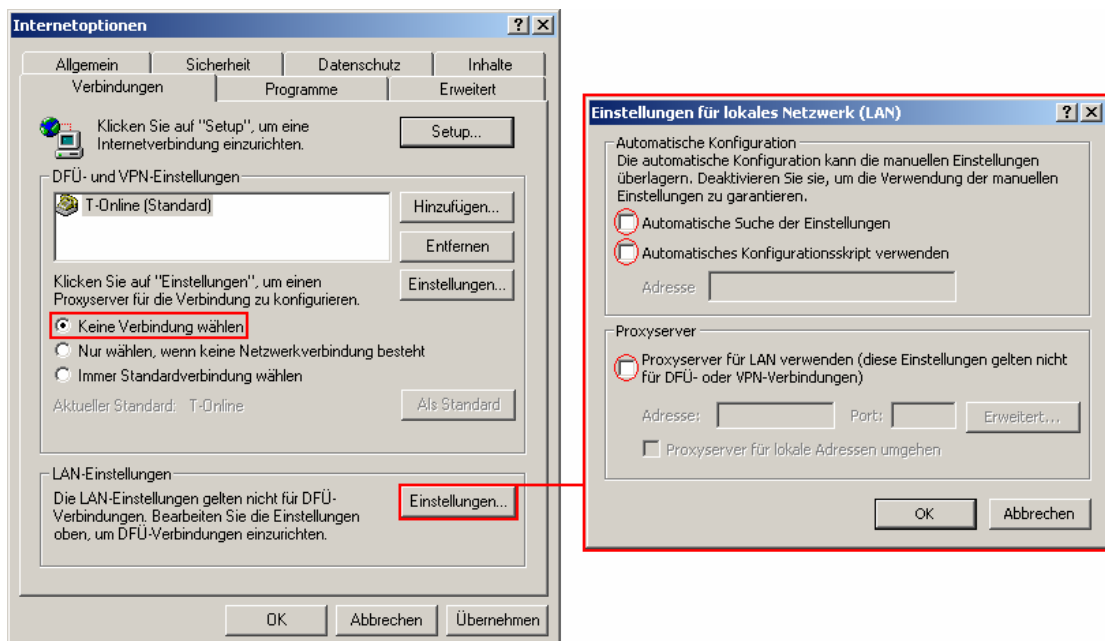 Internetoptionen
Allgemein Sicherheit Datenschutz Inhalte
Verbindungen Programme Erweitert
Klicken Sie auf "Setup", um eine
Internetverbindung einzurichten.
Setup...
DFÜ- und VPN-Einstellungen
T-Online (Standard)
Hinzufügen...
Entfernen
Klicken Sie auf "Einstellungen", um einen
Proxyserver für die Verbindung zu konfigurieren.
Einstellungen...
Keine Verbindung wählen
Nur wählen, wenn keine Netzwerkverbindung besteht
Immer Standardverbindung wählen
Aktueller Standard: T-Online
Als Standard
LAN-Einstellungen
Die LAN-Einstellungen gelten nicht für DFÜ-
Verbindungen. Bearbeiten Sie die Einstellungen
oben, um DFÜ-Verbindungen einzurichten.
Einstellungen...
OK Abbrechen Übernehmen
Einstellungen für lokales Netzwerk (LAN)
Automatische Konfiguration
Die automatische Konfiguration kann die manuellen Einstellungen
überlagern. Deaktivieren Sie sie, um die Verwendung der manuellen
Einstellungen zu garantieren.
Automatische Suche der Einstellungen
Automatisches Konfigurationsskript verwenden
Adresse
Proxyserver
Proxyserver für LAN verwenden (diese Einstellungen gelten nicht
für DFÜ- oder VPN-Verbindungen)
Adresse: Port: Erweitert...
Proxyserver für lokale Adressen umgehen
OK Abbrechen